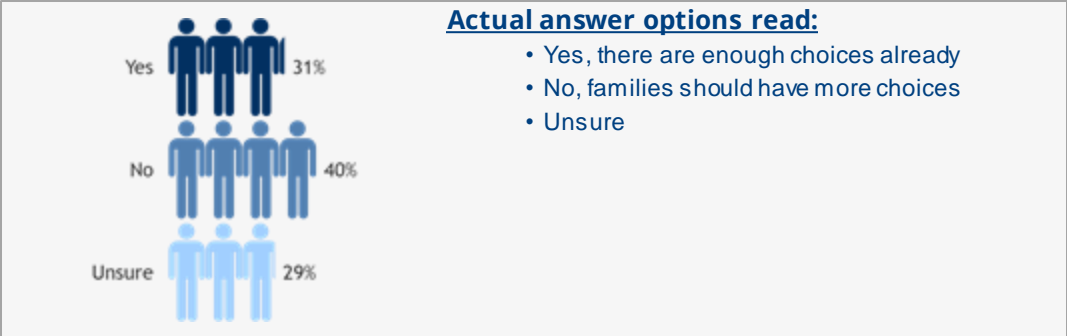 Actual answer options read:
• Yes, there are enough choices already
• No, families should have more choices
• Unsure
Yes 31%
No 40%
Unsure 29%